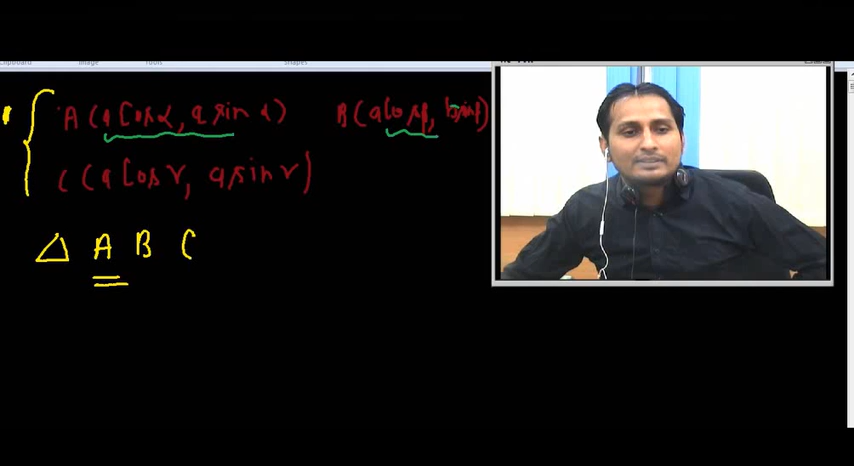 A (a Cos α, a sin α) B (a Cos β, b sin β)
C (a Cos γ, a sin γ)
Δ A B C